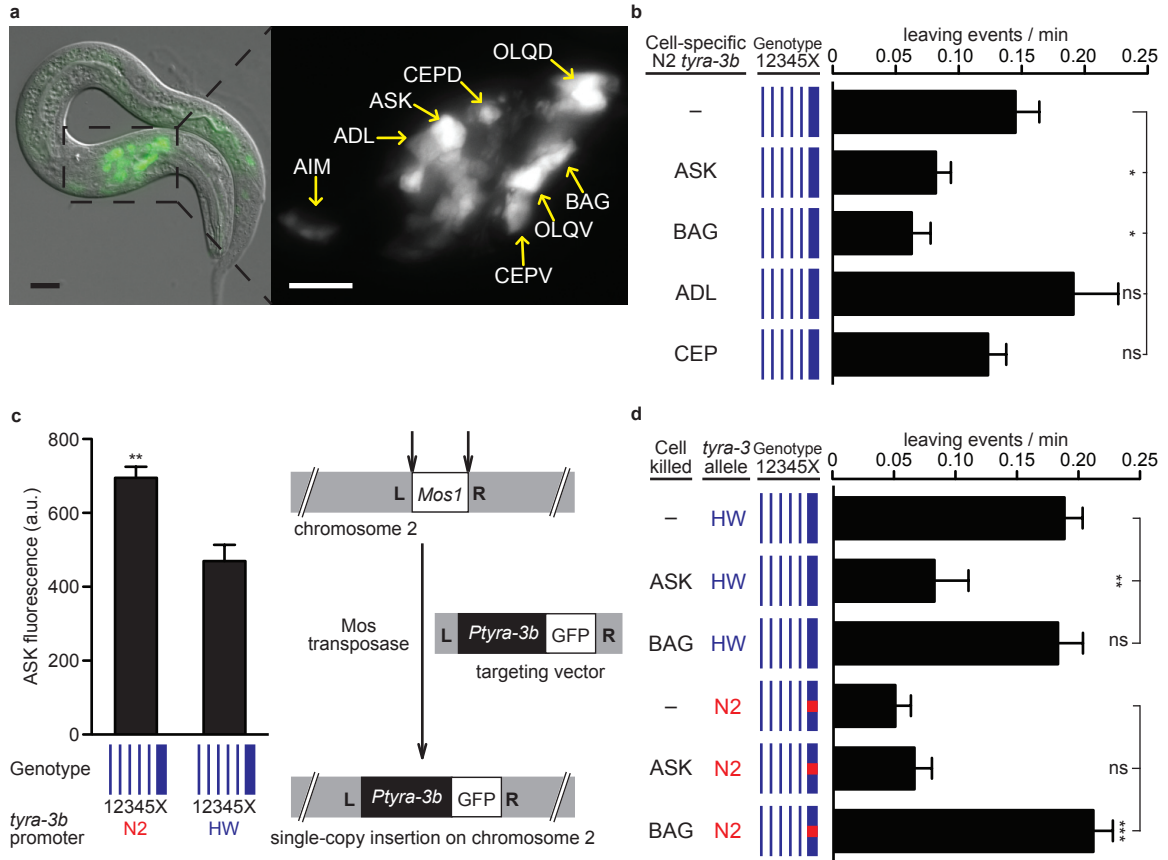 a
OLQD
CEPD
ASK
ADL
AIM
BAG
OLQV
CEPV
b
leaving events / min
Cell-specific
N2 tyra-3b
Genotype
12345X
0 0.05 0.10 0.15 0.20 0.25
–
ASK
*
BAG
*
ADL
ns
CEP
ns
c
800
600
400
200
0
ASK fluorescence (a.u.)
**
Genotype
12345X 12345X
tyra-3b
promoter
N2 HW
L Mos1 R
chromosome 2
Mos
transposase
L Ptyra-3b GFP R
targeting vector
L Ptyra-3b GFP R
single-copy insertion on chromosome 2
d
leaving events / min
Cell
killed
tyra-3
allele
Genotype
12345X
0 0.05 0.10 0.15 0.20 0.25
– HW
ASK HW
**
BAG HW
ns
– N2
ASK N2
ns
BAG N2
***